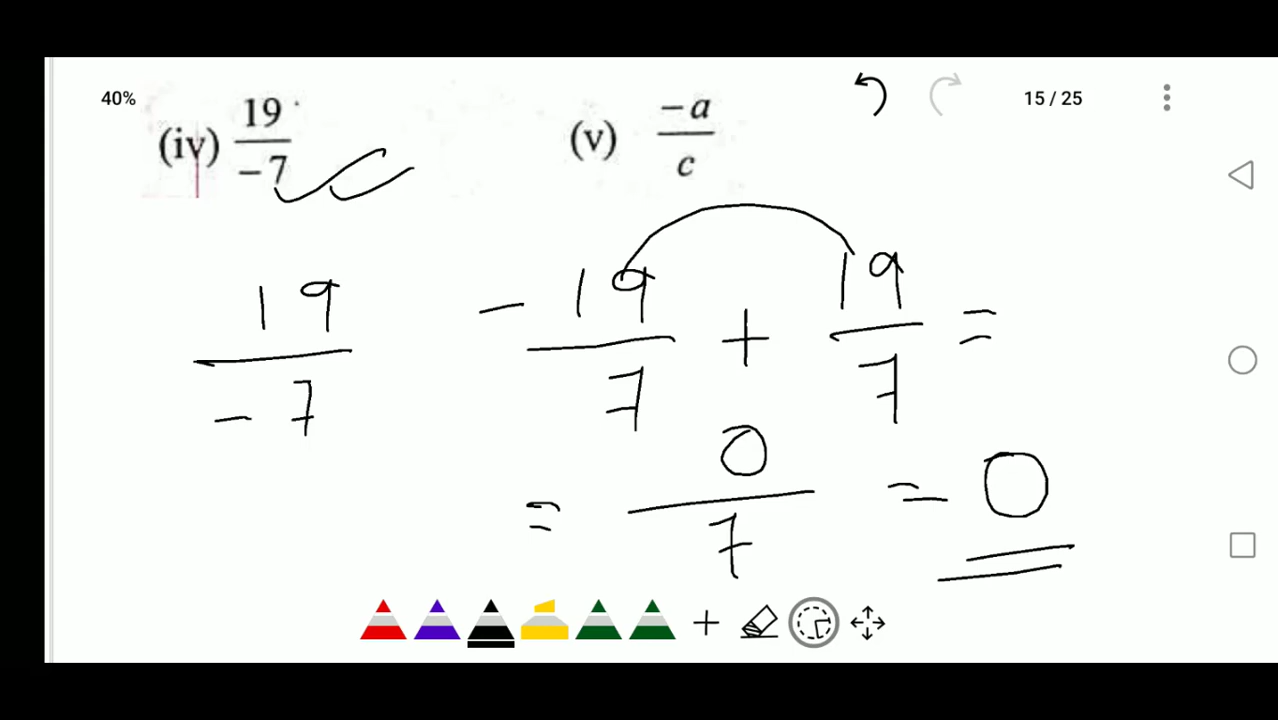 40%
15 / 25
(iv) 19/-7
(v) -a/c
19/-7
-19/7 + 19/7 =
= 0/7 = 0